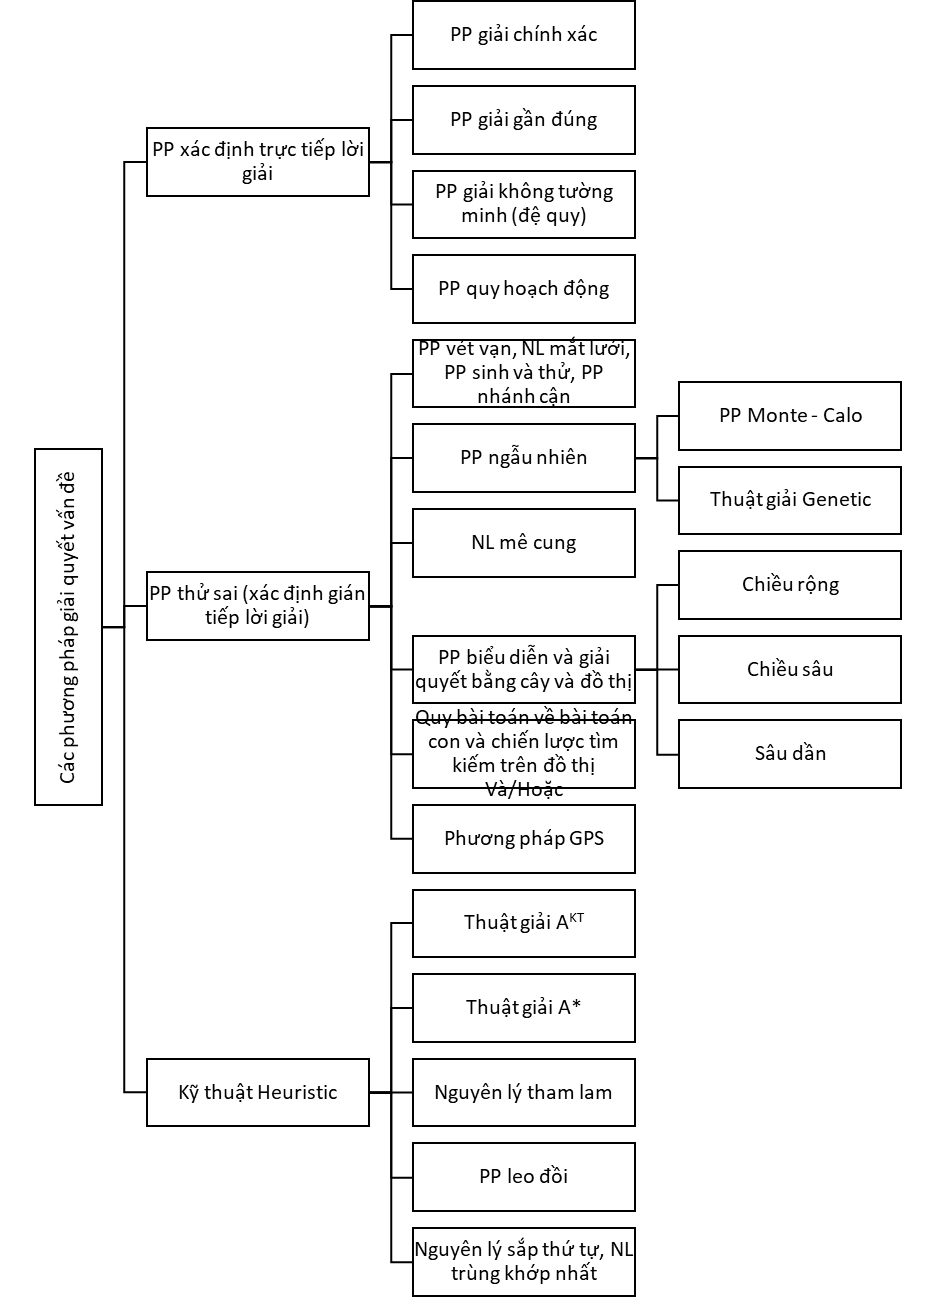 Các phương pháp giải quyết vấn đề
PP xác định trực tiếp lời
giải
PP giải chính xác
PP giải gần đúng
PP giải không tường
minh (đệ quy)
PP quy hoạch động
PP thử sai (xác định gián
tiếp lời giải)
PP vét vạn, NL mắt lưới,
PP sinh và thử, PP
nhánh cận
PP ngẫu nhiên
PP Monte - Calo
Thuật giải Genetic
NL mê cung
PP biểu diễn và giải
quyết bằng cây và đồ thị
Chiều rộng
Chiều sâu
Sâu dần
Quy bài toán về bài toán
con và chiến lược tìm
kiếm trên đồ thị
Và/Hoặc
Phương pháp GPS
Kỹ thuật Heuristic
Thuật giải Aᴷᵀ
Thuật giải A*
Nguyên lý tham lam
PP leo đồi
Nguyên lý sắp thứ tự, NL
trùng khớp nhất